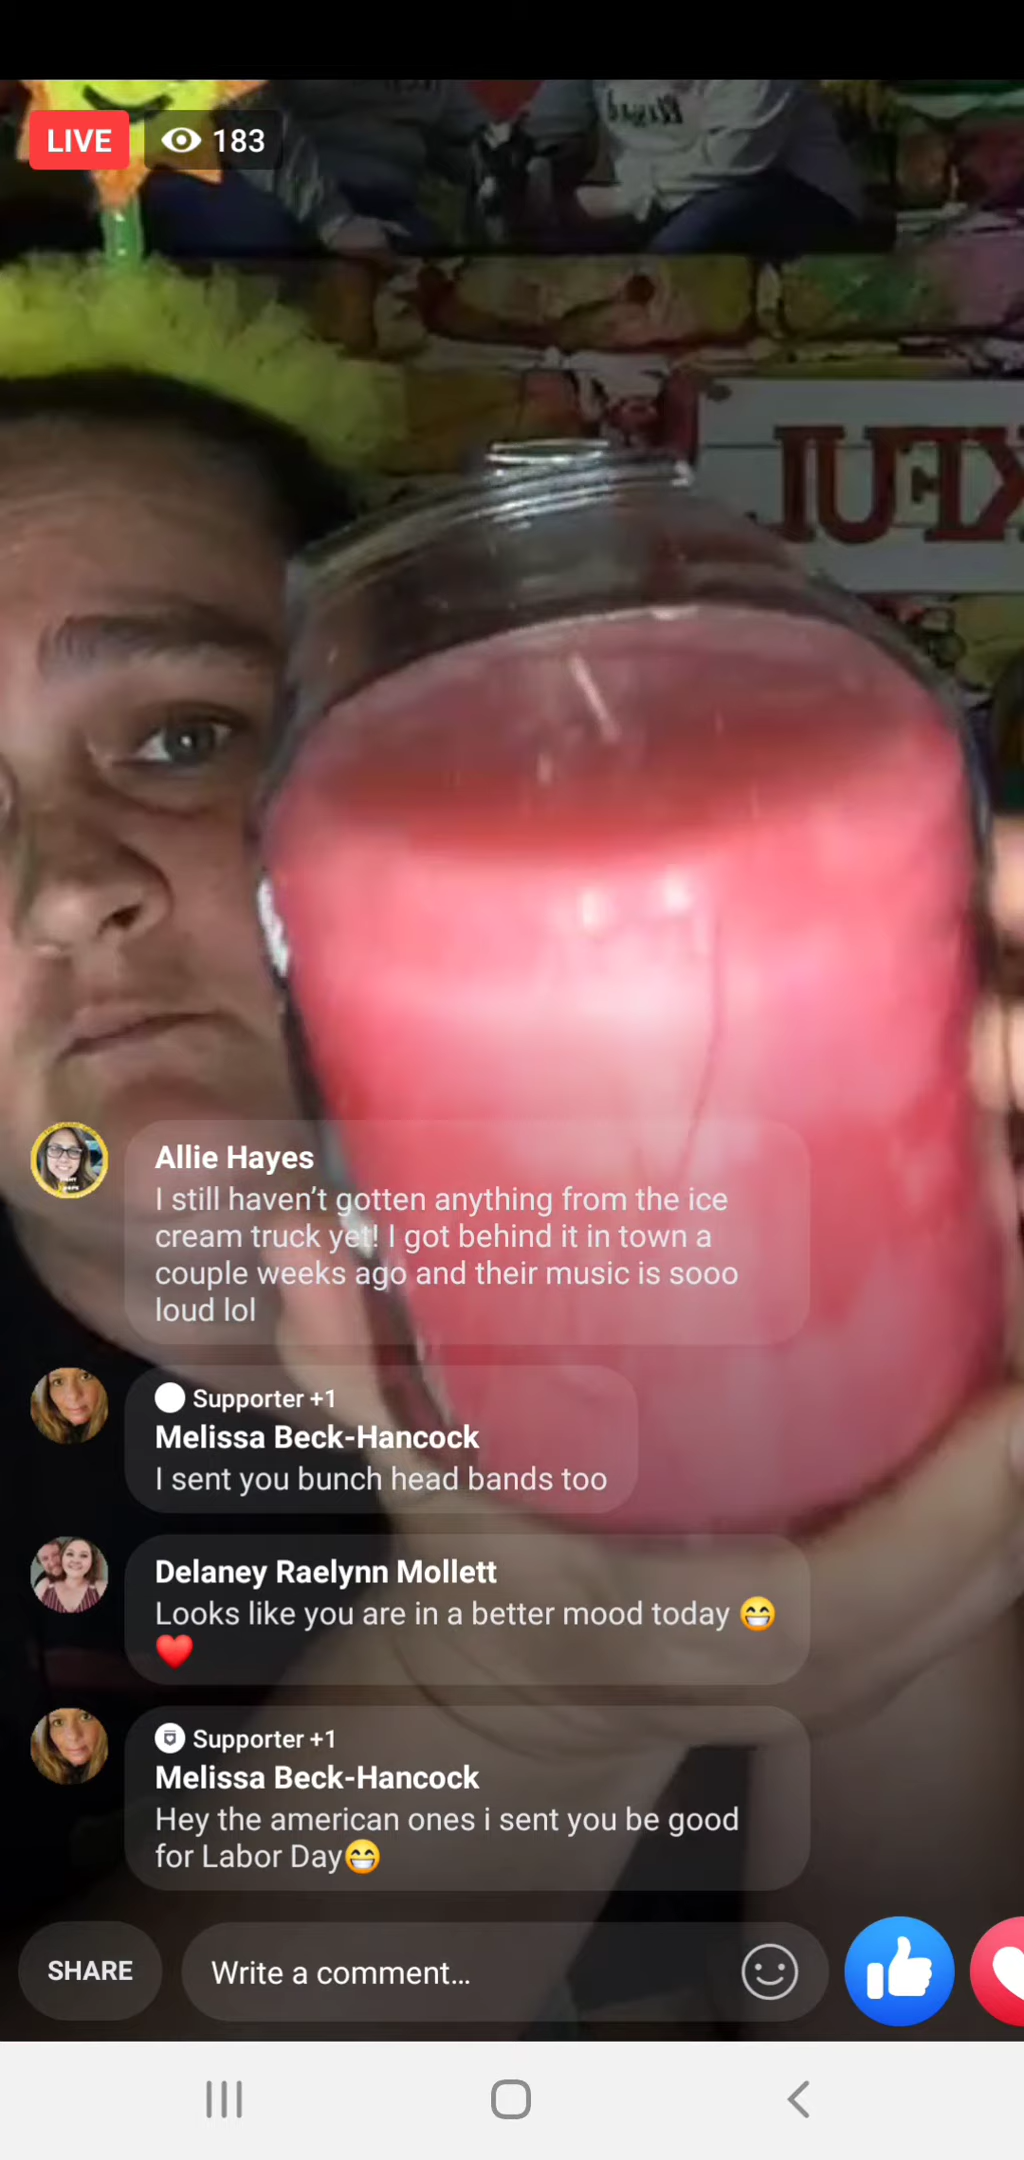 LIVE 183
Allie Hayes
I still haven’t gotten anything from the ice
cream truck yet! I got behind it in town a
couple weeks ago and their music is sooo
loud lol
Supporter +1
Melissa Beck-Hancock
I sent you bunch head bands too
Delaney Raelynn Mollett
Looks like you are in a better mood today 😁
❤️
Supporter +1
Melissa Beck-Hancock
Hey the american ones i sent you be good
for Labor Day😁
SHARE
Write a comment...